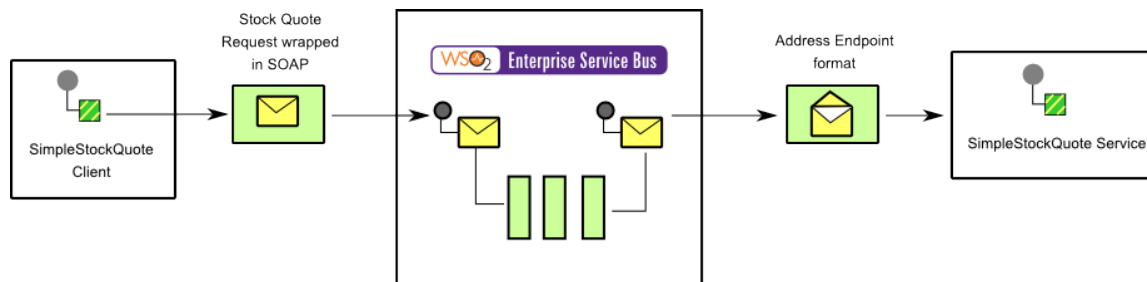 Stock Quote
Request wrapped
in SOAP
WSO2 Enterprise Service Bus
Address Endpoint
format
SimpleStockQuote
Client
SimpleStockQuote Service